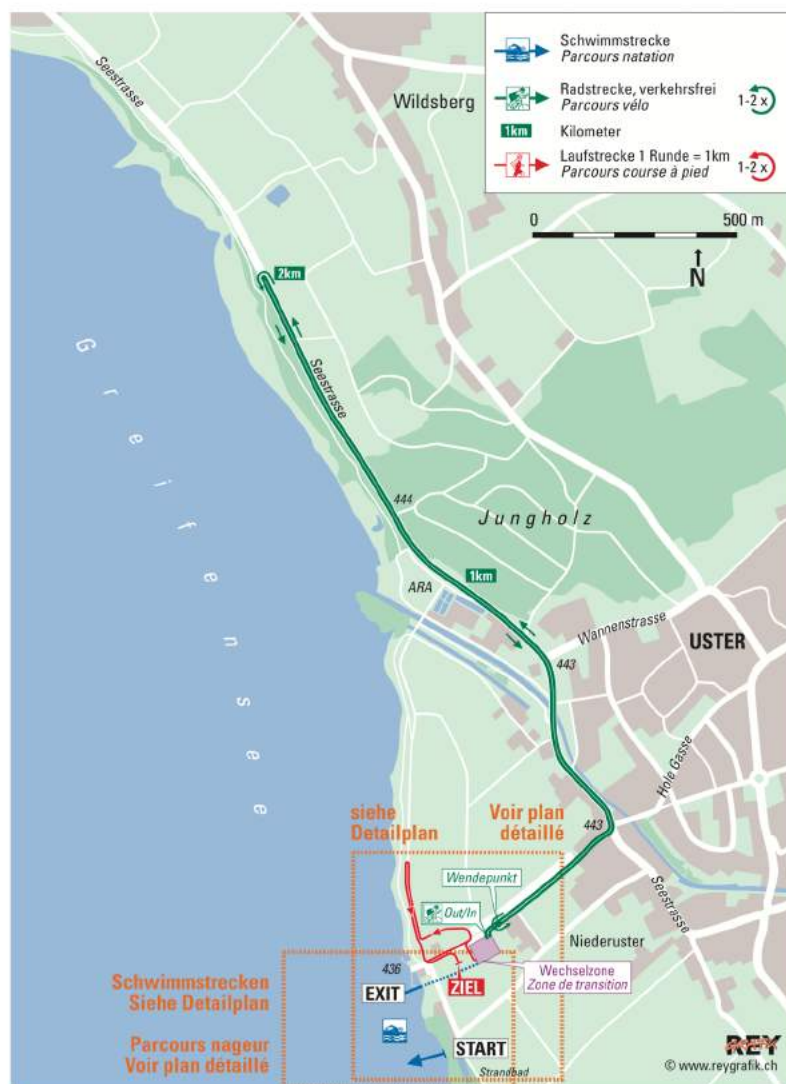 Schwimmstrecke
Parcours natation
Radstrecke, verkehrsfrei
Parcours vélo
1-2 x
1km
Kilometer
Laufstrecke 1 Runde = 1km
Parcours course à pied
1-2 x
0
500 m
N
Seestrasse
Wildsberg
2km
Seestrasse
Greifensee
444
Jungholz
1km
ARA
Wannenstrasse
USTER
443
Hole Gasse
siehe
Detailplan
Voir plan
détaillé
443
Wendepunkt
Seestrasse
Out/In
Niederuster
436
Wechselzone
Zone de transition
Schwimmstrecken
Siehe Detailplan
EXIT
ZIEL
Parcours nageur
Voir plan détaillé
START
Strandbad
REY
grafik
© www.reygrafik.ch